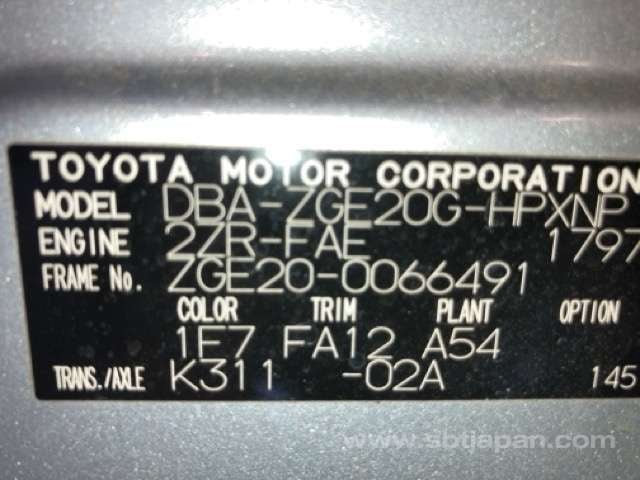 TOYOTA MOTOR CORPORATION
MODEL DBA-ZGE20G-HPXNP
ENGINE 2ZR-FAE 1797
FRAME No. ZGE20-0066491
COLOR TRIM PLANT OPTION
1F7 FA12 A54
TRANS./AXLE K311 -02A 145
www.sbtjapan.com